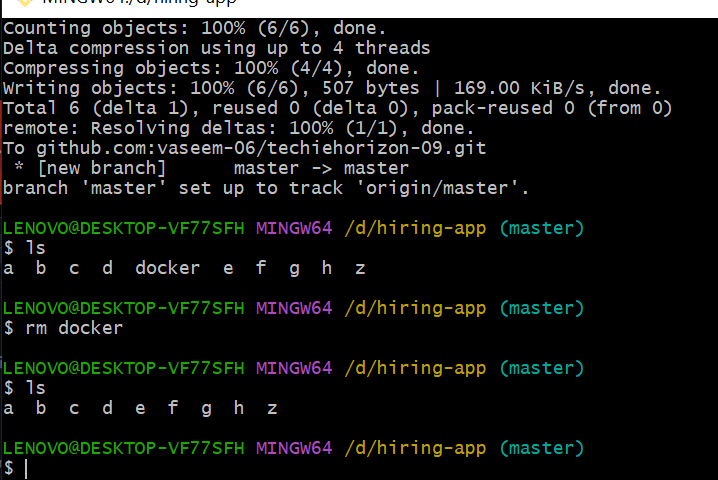 MINGW64:/d/hiring-app
Counting objects: 100% (6/6), done.
Delta compression using up to 4 threads
Compressing objects: 100% (4/4), done.
Writing objects: 100% (6/6), 507 bytes | 169.00 KiB/s, done.
Total 6 (delta 1), reused 0 (delta 0), pack-reused 0 (from 0)
remote: Resolving deltas: 100% (1/1), done.
To github.com:vaseem-06/techiehorizon-09.git
 * [new branch]      master -> master
branch 'master' set up to track 'origin/master'.
LENOVO@DESKTOP-VF77SFH MINGW64 /d/hiring-app (master)
$ ls
a  b  c  d  docker  e  f  g  h  z
LENOVO@DESKTOP-VF77SFH MINGW64 /d/hiring-app (master)
$ rm docker
LENOVO@DESKTOP-VF77SFH MINGW64 /d/hiring-app (master)
$ ls
a  b  c  d  e  f  g  h  z
LENOVO@DESKTOP-VF77SFH MINGW64 /d/hiring-app (master)
$